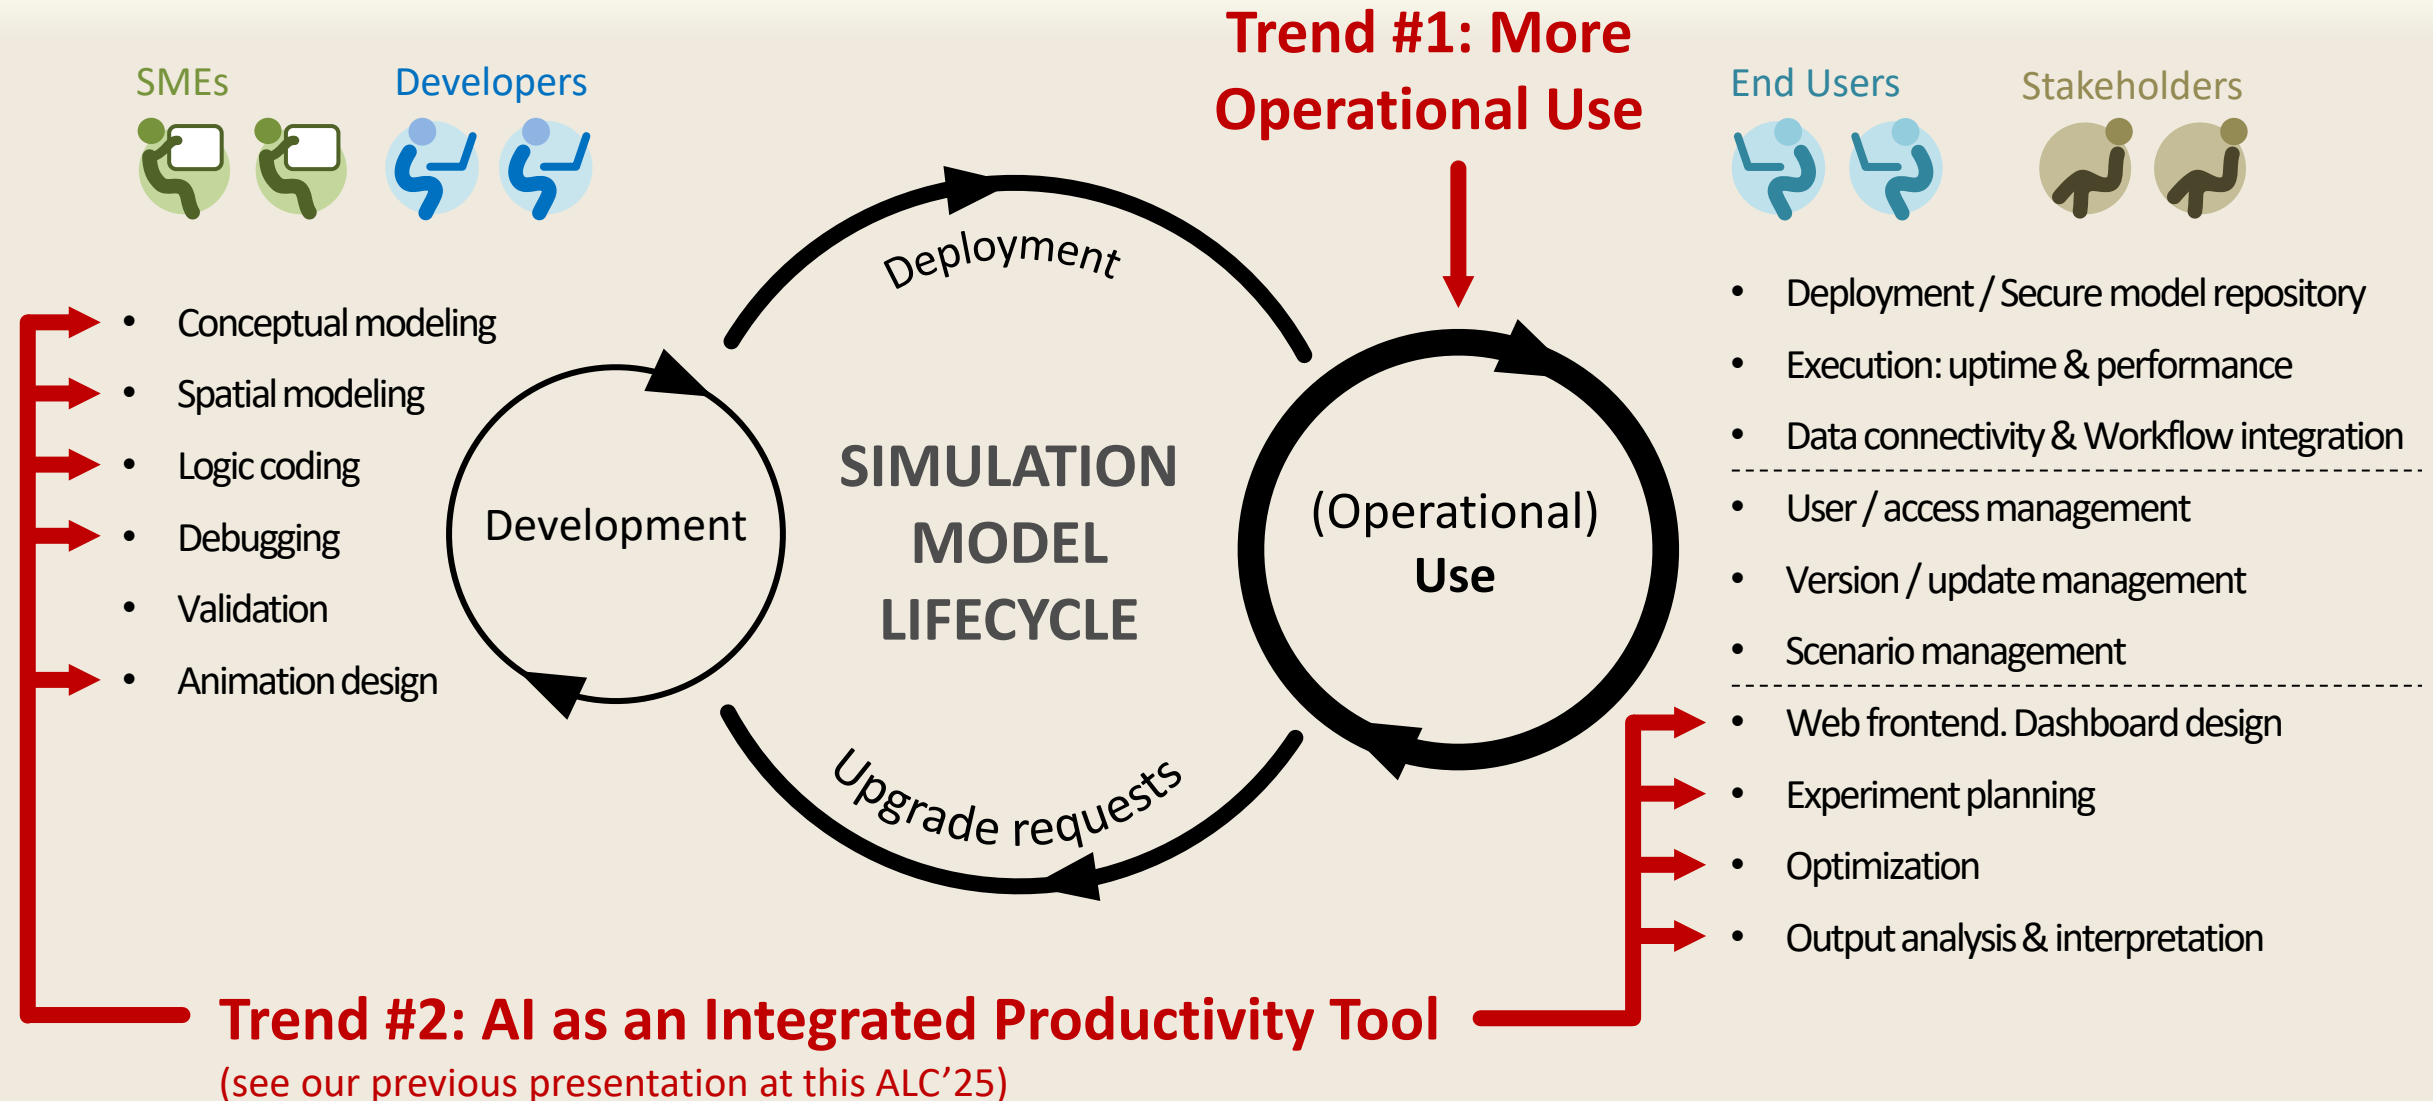 Trend #1: More
Operational Use
SMEs
Developers
End Users
Stakeholders
• Conceptual modeling
• Spatial modeling
• Logic coding
• Debugging
• Validation
• Animation design
Deployment
Development
SIMULATION
MODEL
LIFECYCLE
(Operational)
Use
Upgrade requests
• Deployment / Secure model repository
• Execution: uptime & performance
• Data connectivity & Workflow integration
• User / access management
• Version / update management
• Scenario management
• Web frontend. Dashboard design
• Experiment planning
• Optimization
• Output analysis & interpretation
Trend #2: AI as an Integrated Productivity Tool
(see our previous presentation at this ALC’25)